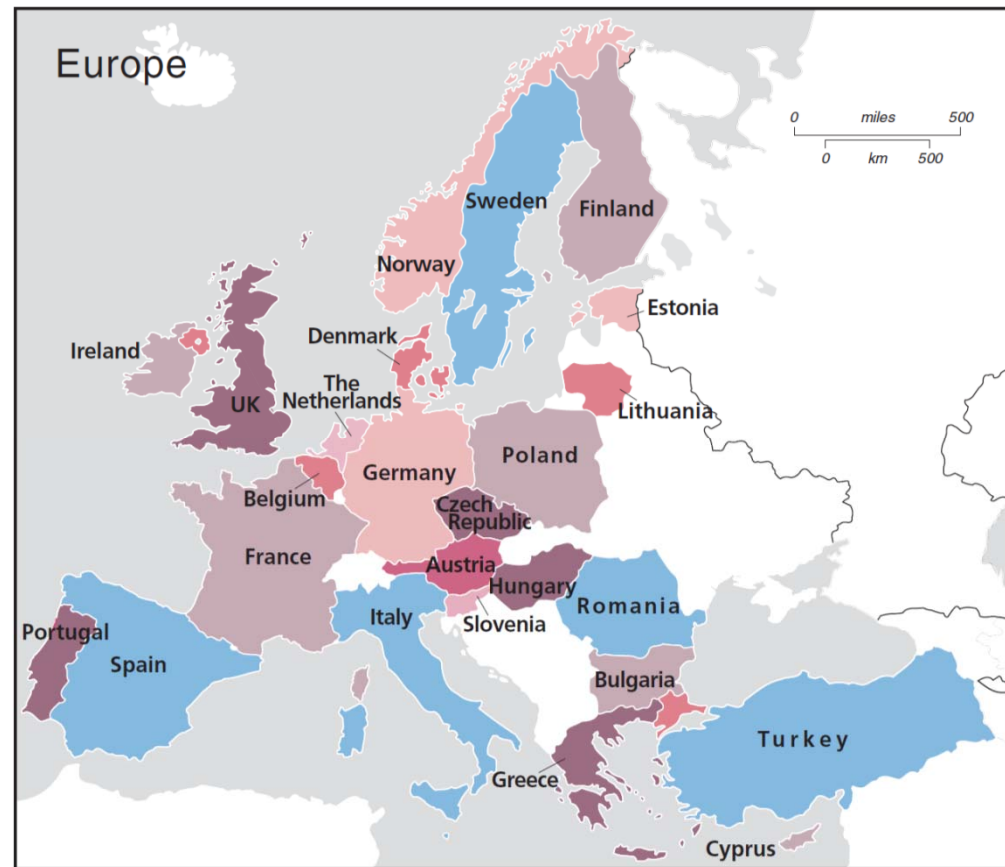 Europe
0 miles 500
0 km 500
Sweden
Finland
Norway
Estonia
Denmark
Ireland
The
Netherlands
Lithuania
UK
Poland
Germany
Belgium
Czech
Republic
France
Austria
Hungary
Italy
Romania
Slovenia
Portugal
Spain
Bulgaria
Turkey
Greece
Cyprus